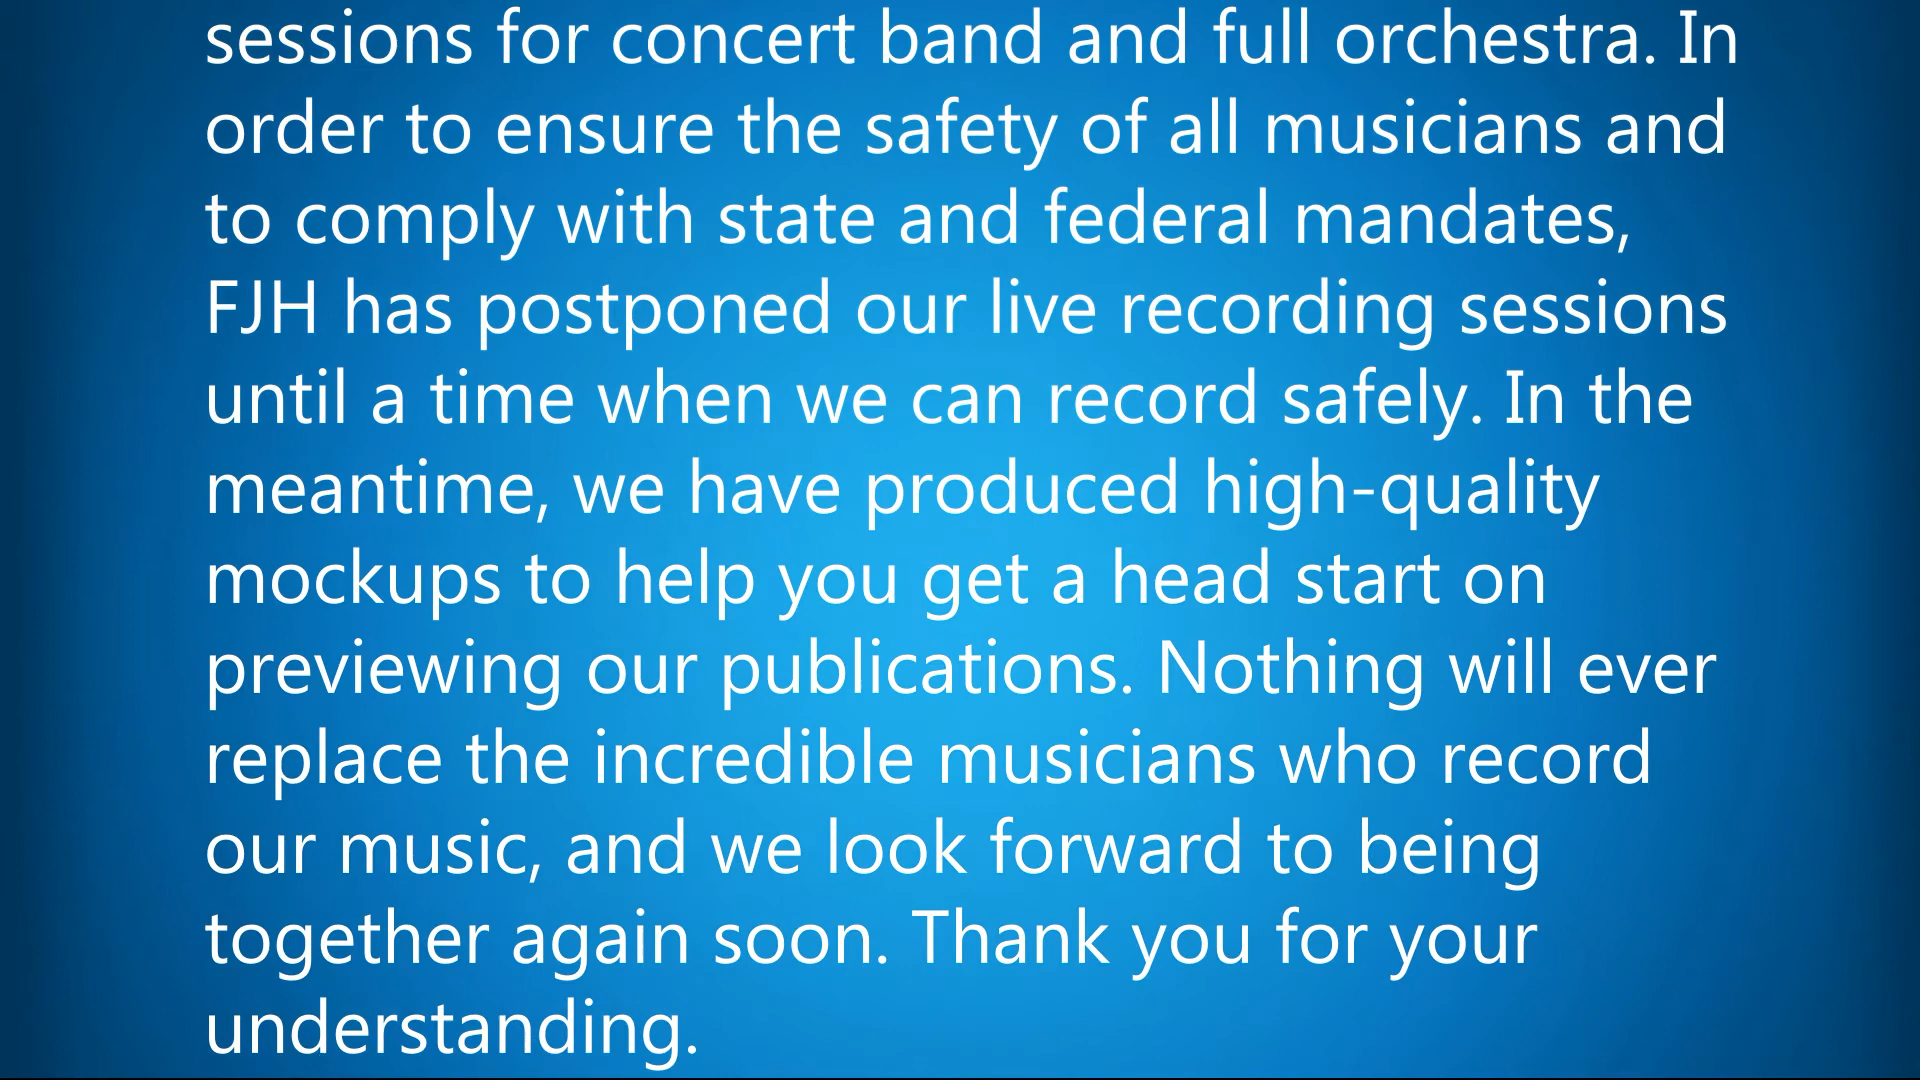 sessions for concert band and full orchestra. In
order to ensure the safety of all musicians and
to comply with state and federal mandates,
FJH has postponed our live recording sessions
until a time when we can record safely. In the
meantime, we have produced high-quality
mockups to help you get a head start on
previewing our publications. Nothing will ever
replace the incredible musicians who record
our music, and we look forward to being
together again soon. Thank you for your
understanding.